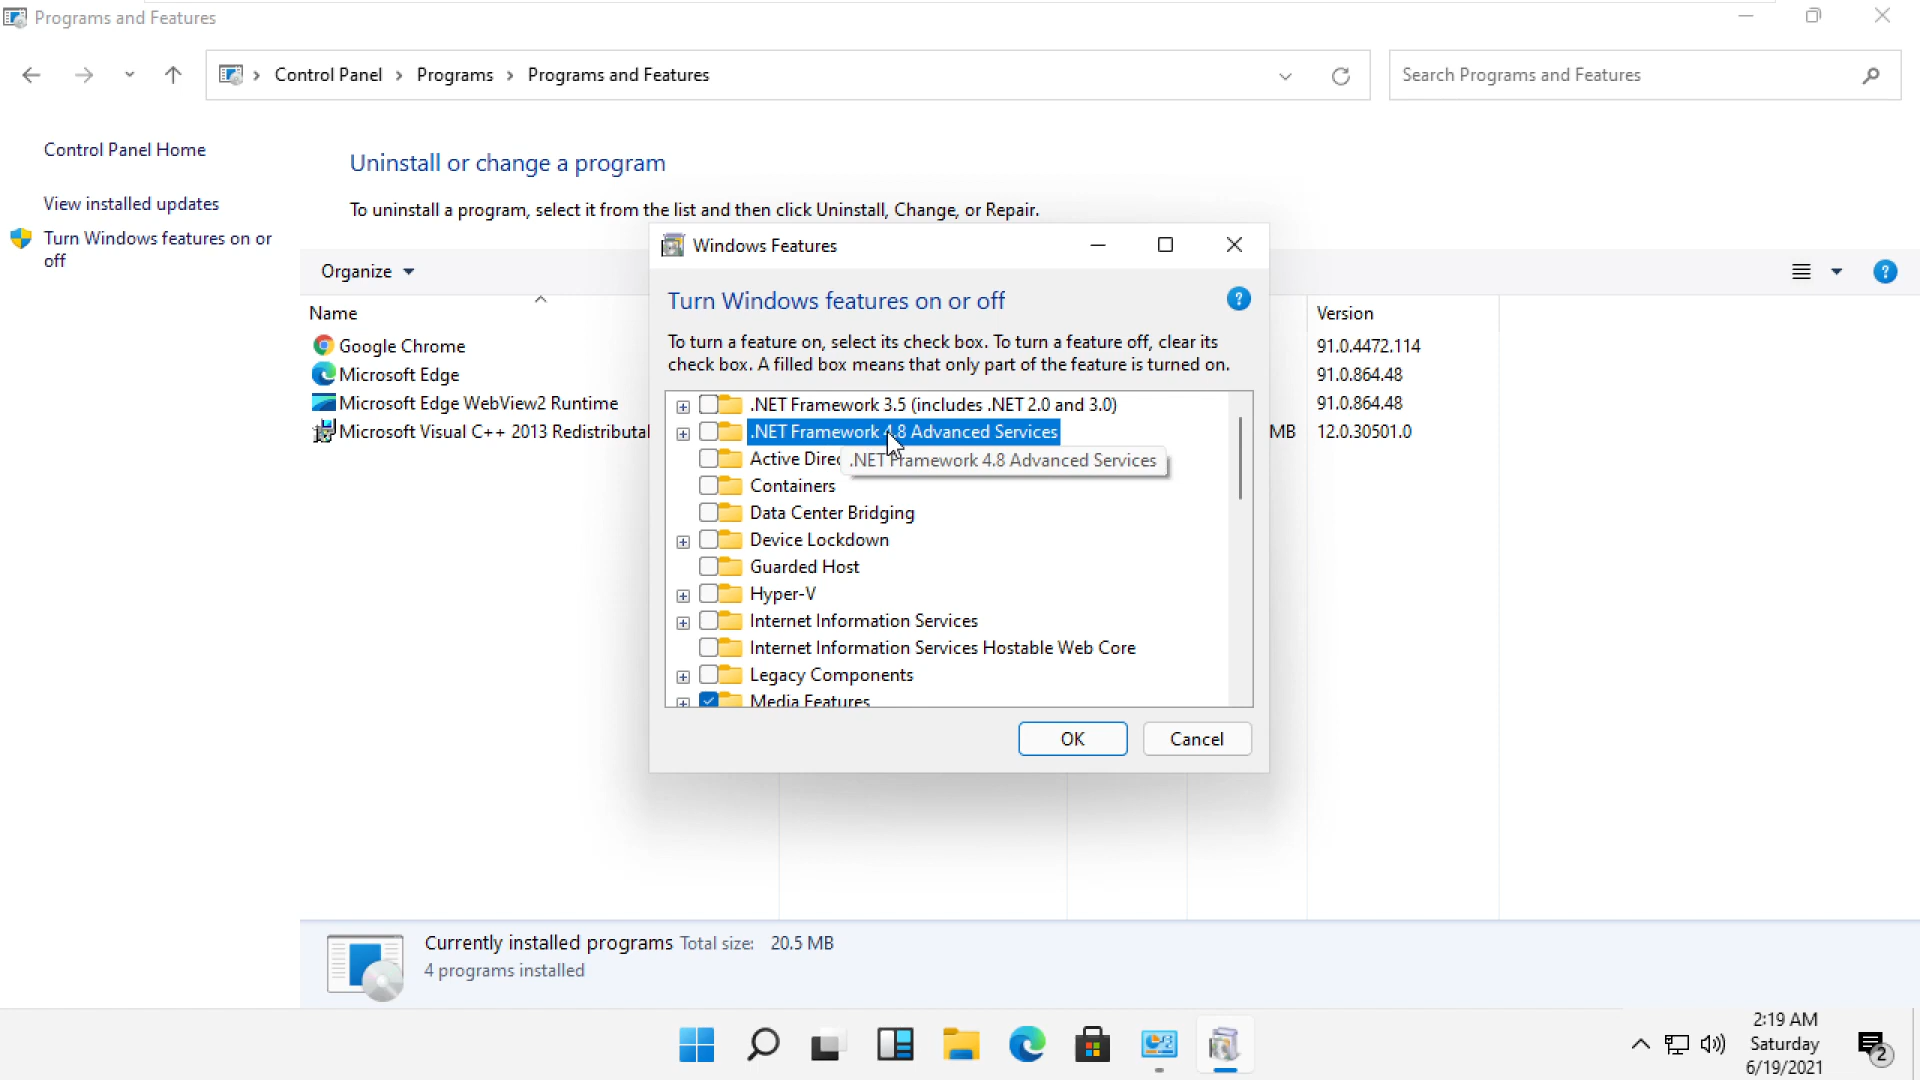 Programs and Features
Control Panel
Programs
Programs and Features
Search Programs and Features
Control Panel Home
View installed updates
Turn Windows features on or
off
Uninstall or change a program
To uninstall a program, select it from the list and then click Uninstall, Change, or Repair.
Organize
Name
Version
Google Chrome
91.0.4472.114
Microsoft Edge
91.0.864.48
Microsoft Edge WebView2 Runtime
91.0.864.48
Microsoft Visual C++ 2013 Redistributal
MB
12.0.30501.0
Windows Features
Turn Windows features on or off
?
To turn a feature on, select its check box. To turn a feature off, clear its
check box. A filled box means that only part of the feature is turned on.
.NET Framework 3.5 (includes .NET 2.0 and 3.0)
.NET Framework 4.8 Advanced Services
Active Direc
.NET Framework 4.8 Advanced Services
Containers
Data Center Bridging
Device Lockdown
Guarded Host
Hyper-V
Internet Information Services
Internet Information Services Hostable Web Core
Legacy Components
Media Features
OK
Cancel
?
Currently installed programs Total size: 20.5 MB
4 programs installed
2:19 AM
Saturday
6/19/2021
2